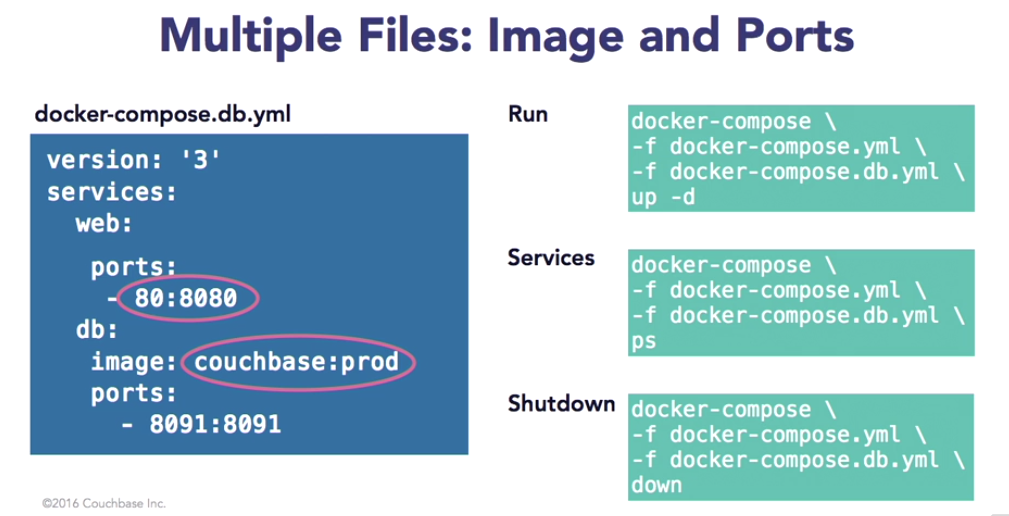 Multiple Files: Image and Ports
docker-compose.db.yml
version: '3'
services:
web:
ports:
- 80:8080
db:
image: couchbase:prod
ports:
- 8091:8091
Run
docker-compose \
-f docker-compose.yml \
-f docker-compose.db.yml \
up -d
Services
docker-compose \
-f docker-compose.yml \
-f docker-compose.db.yml \
ps
Shutdown
docker-compose \
-f docker-compose.yml \
-f docker-compose.db.yml \
down
©2016 Couchbase Inc.